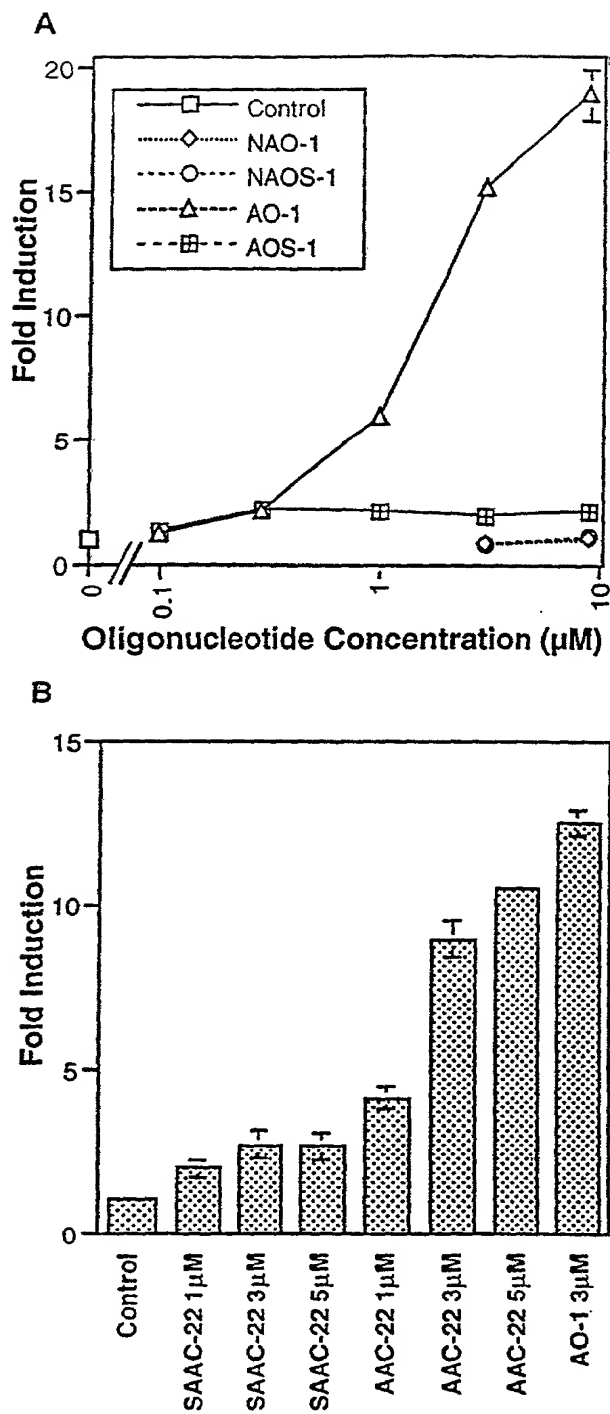 A
20
15
10
5
0
Fold Induction
Control
NAO-1
NAOS-1
AO-1
AOS-1
0
0.1
1
10
Oligonucleotide Concentration (µM)
B
15
10
5
0
Fold Induction
Control
SAAC-22 1µM
SAAC-22 3µM
SAAC-22 5µM
AAC-22 1µM
AAC-22 3µM
AAC-22 5µM
AO-1 3µM